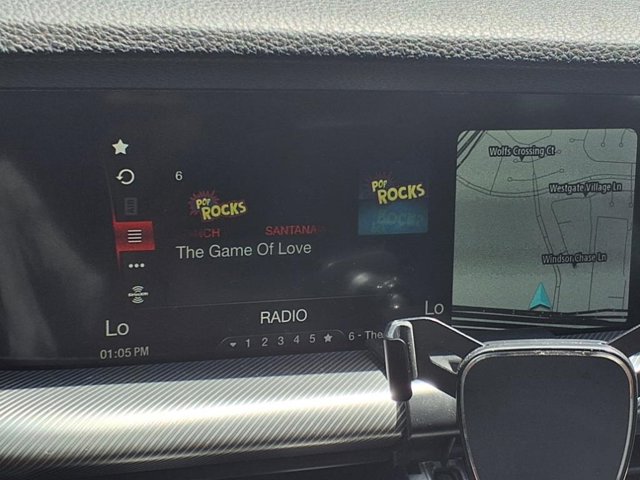 6
POP
ROCKS
POP
ROCKS
NCH SANTANA
The Game Of Love
RADIO
Lo
Lo
01:05 PM
1 2 3 4 5
6 - The
Wolfs Crossing Ct
Westgate Village Ln
Windsor Chase Ln